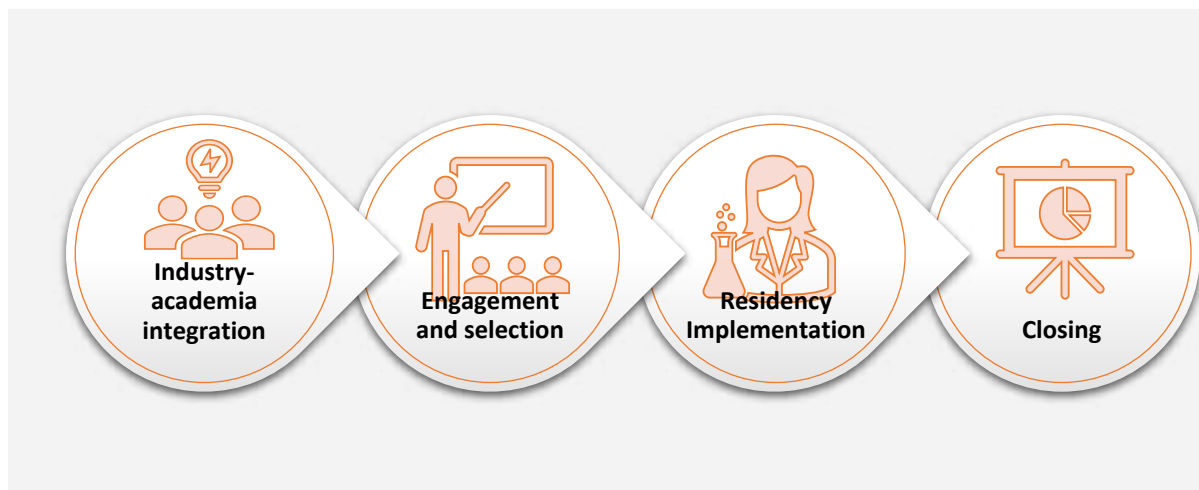 Industry-
academia
integration
Engagement
and selection
Residency
Implementation
Closing